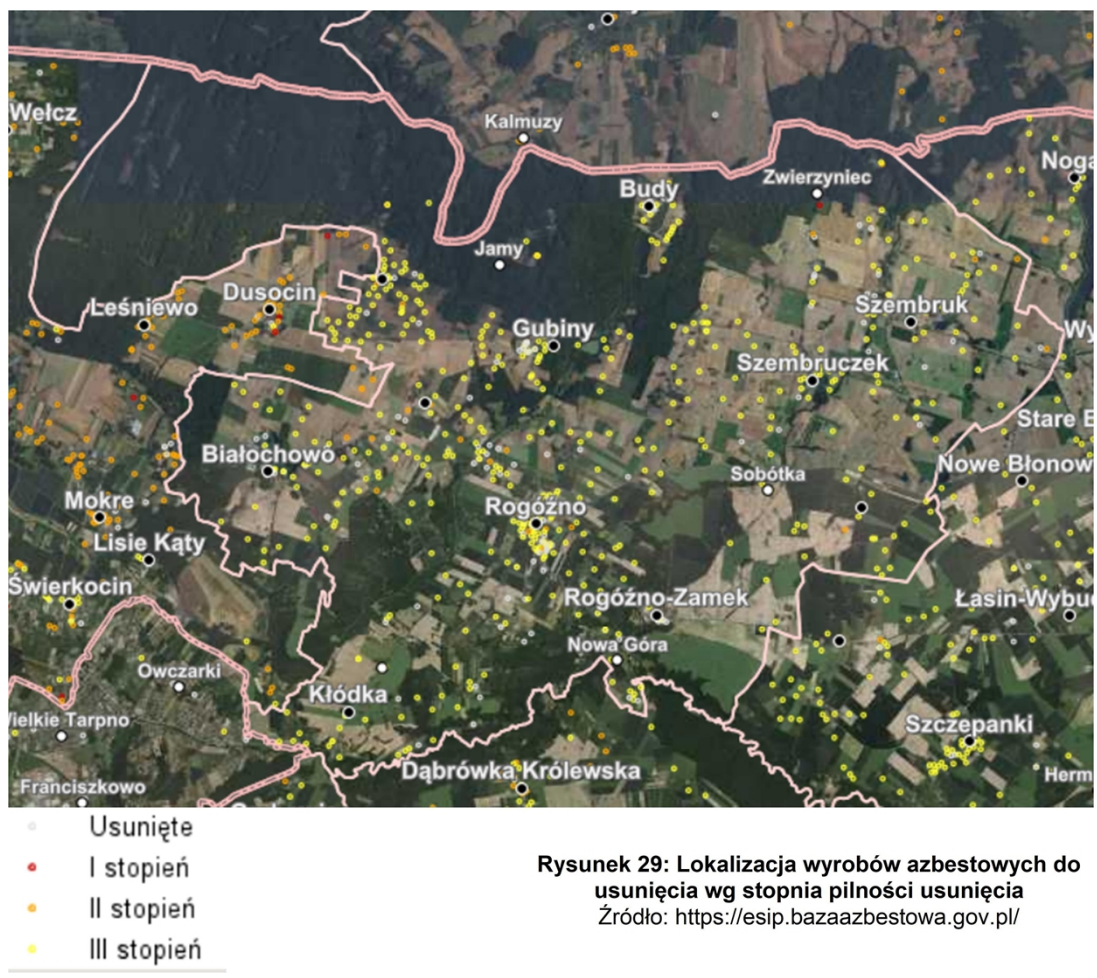 Wełcz
Kalmuzy
Noga
Zwierzyniec
Budy
Jamy
Dusocin
Leśniewo
Szembruk
Gubiny
Wy
Szembruczek
Stare B
Białochowo
Nowe Błonow
Sobótka
Mokre
Rogóźno
Lisie Kąty
Świerkocin
Rogóźno-Zamek
Łasin-Wybud
Nowa Góra
Owczarki
Kłódka
Wielkie Tarpno
Szczepanki
Dąbrówka Królewska
Herm
Franciszkowo
Usunięte
I stopień
II stopień
III stopień
Rysunek 29: Lokalizacja wyrobów azbestowych do
usunięcia wg stopnia pilności usunięcia
Źródło: https://esip.bazaazbestowa.gov.pl/